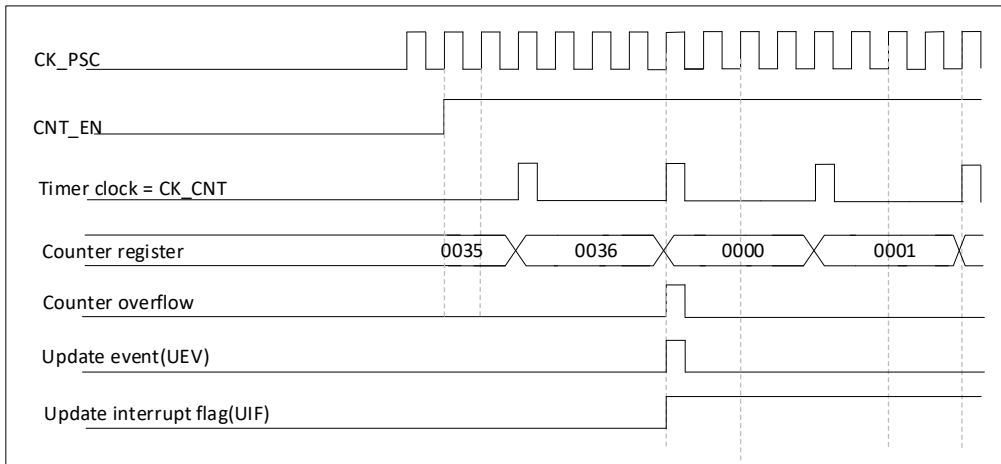 CK_PSC
CNT_EN
Timer clock = CK_CNT
Counter register 0035 0036 0000 0001
Counter overflow
Update event(UEV)
Update interrupt flag(UIF)